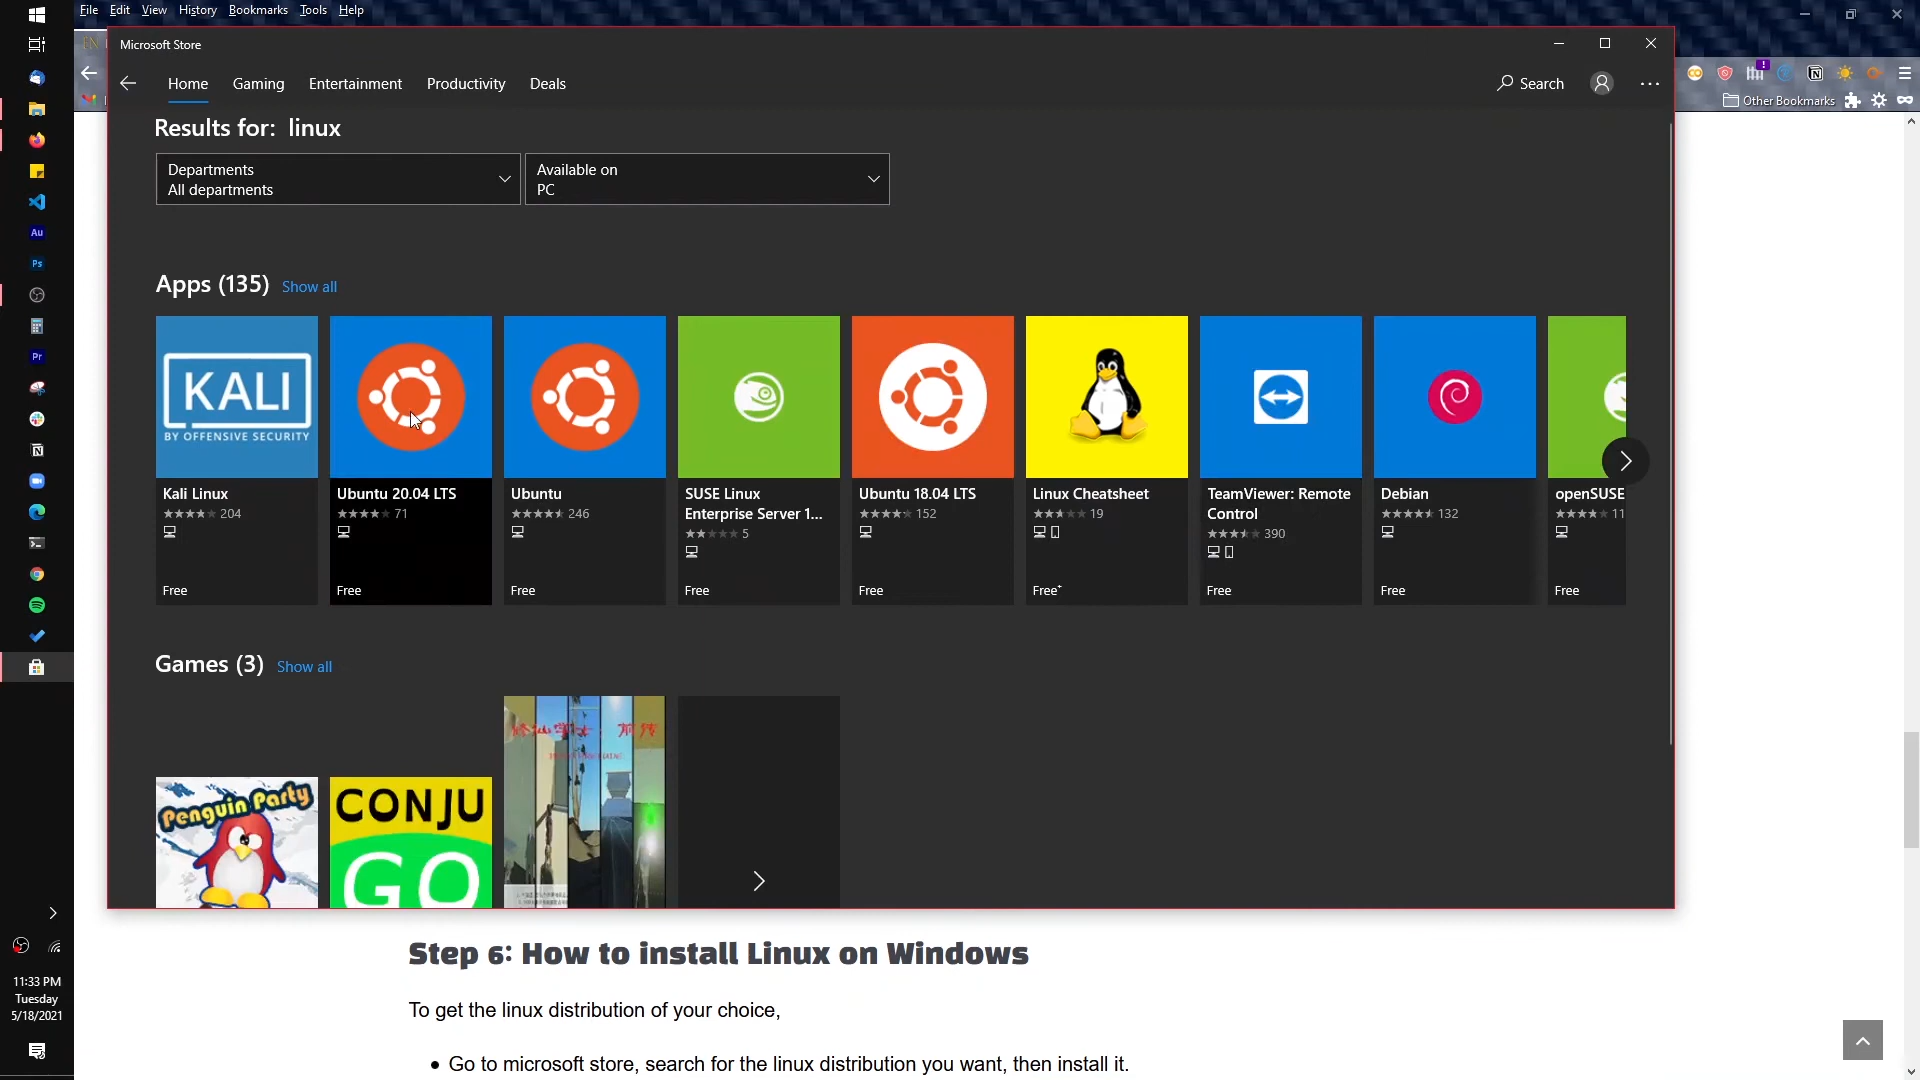 File Edit View History Bookmarks Tools Help
Microsoft Store
Home Gaming Entertainment Productivity Deals
Search
Other Bookmarks
Results for: linux
Departments
All departments
Available on
PC
Apps (135) Show all
KALI
BY OFFENSIVE SECURITY
Kali Linux
204
Free
Ubuntu 20.04 LTS
71
Free
Ubuntu
246
Free
SUSE Linux
Enterprise Server 1...
5
Free
Ubuntu 18.04 LTS
152
Free
Linux Cheatsheet
19
Free+
TeamViewer: Remote
Control
390
Free
Debian
132
Free
openSUSE
11
Free
Games (3) Show all
Penguin Party
CONJU
GO
Au
Ps
Pr
11:33 PM
Tuesday
5/18/2021
Step 6: How to install Linux on Windows
To get the linux distribution of your choice,
• Go to microsoft store, search for the linux distribution you want, then install it.